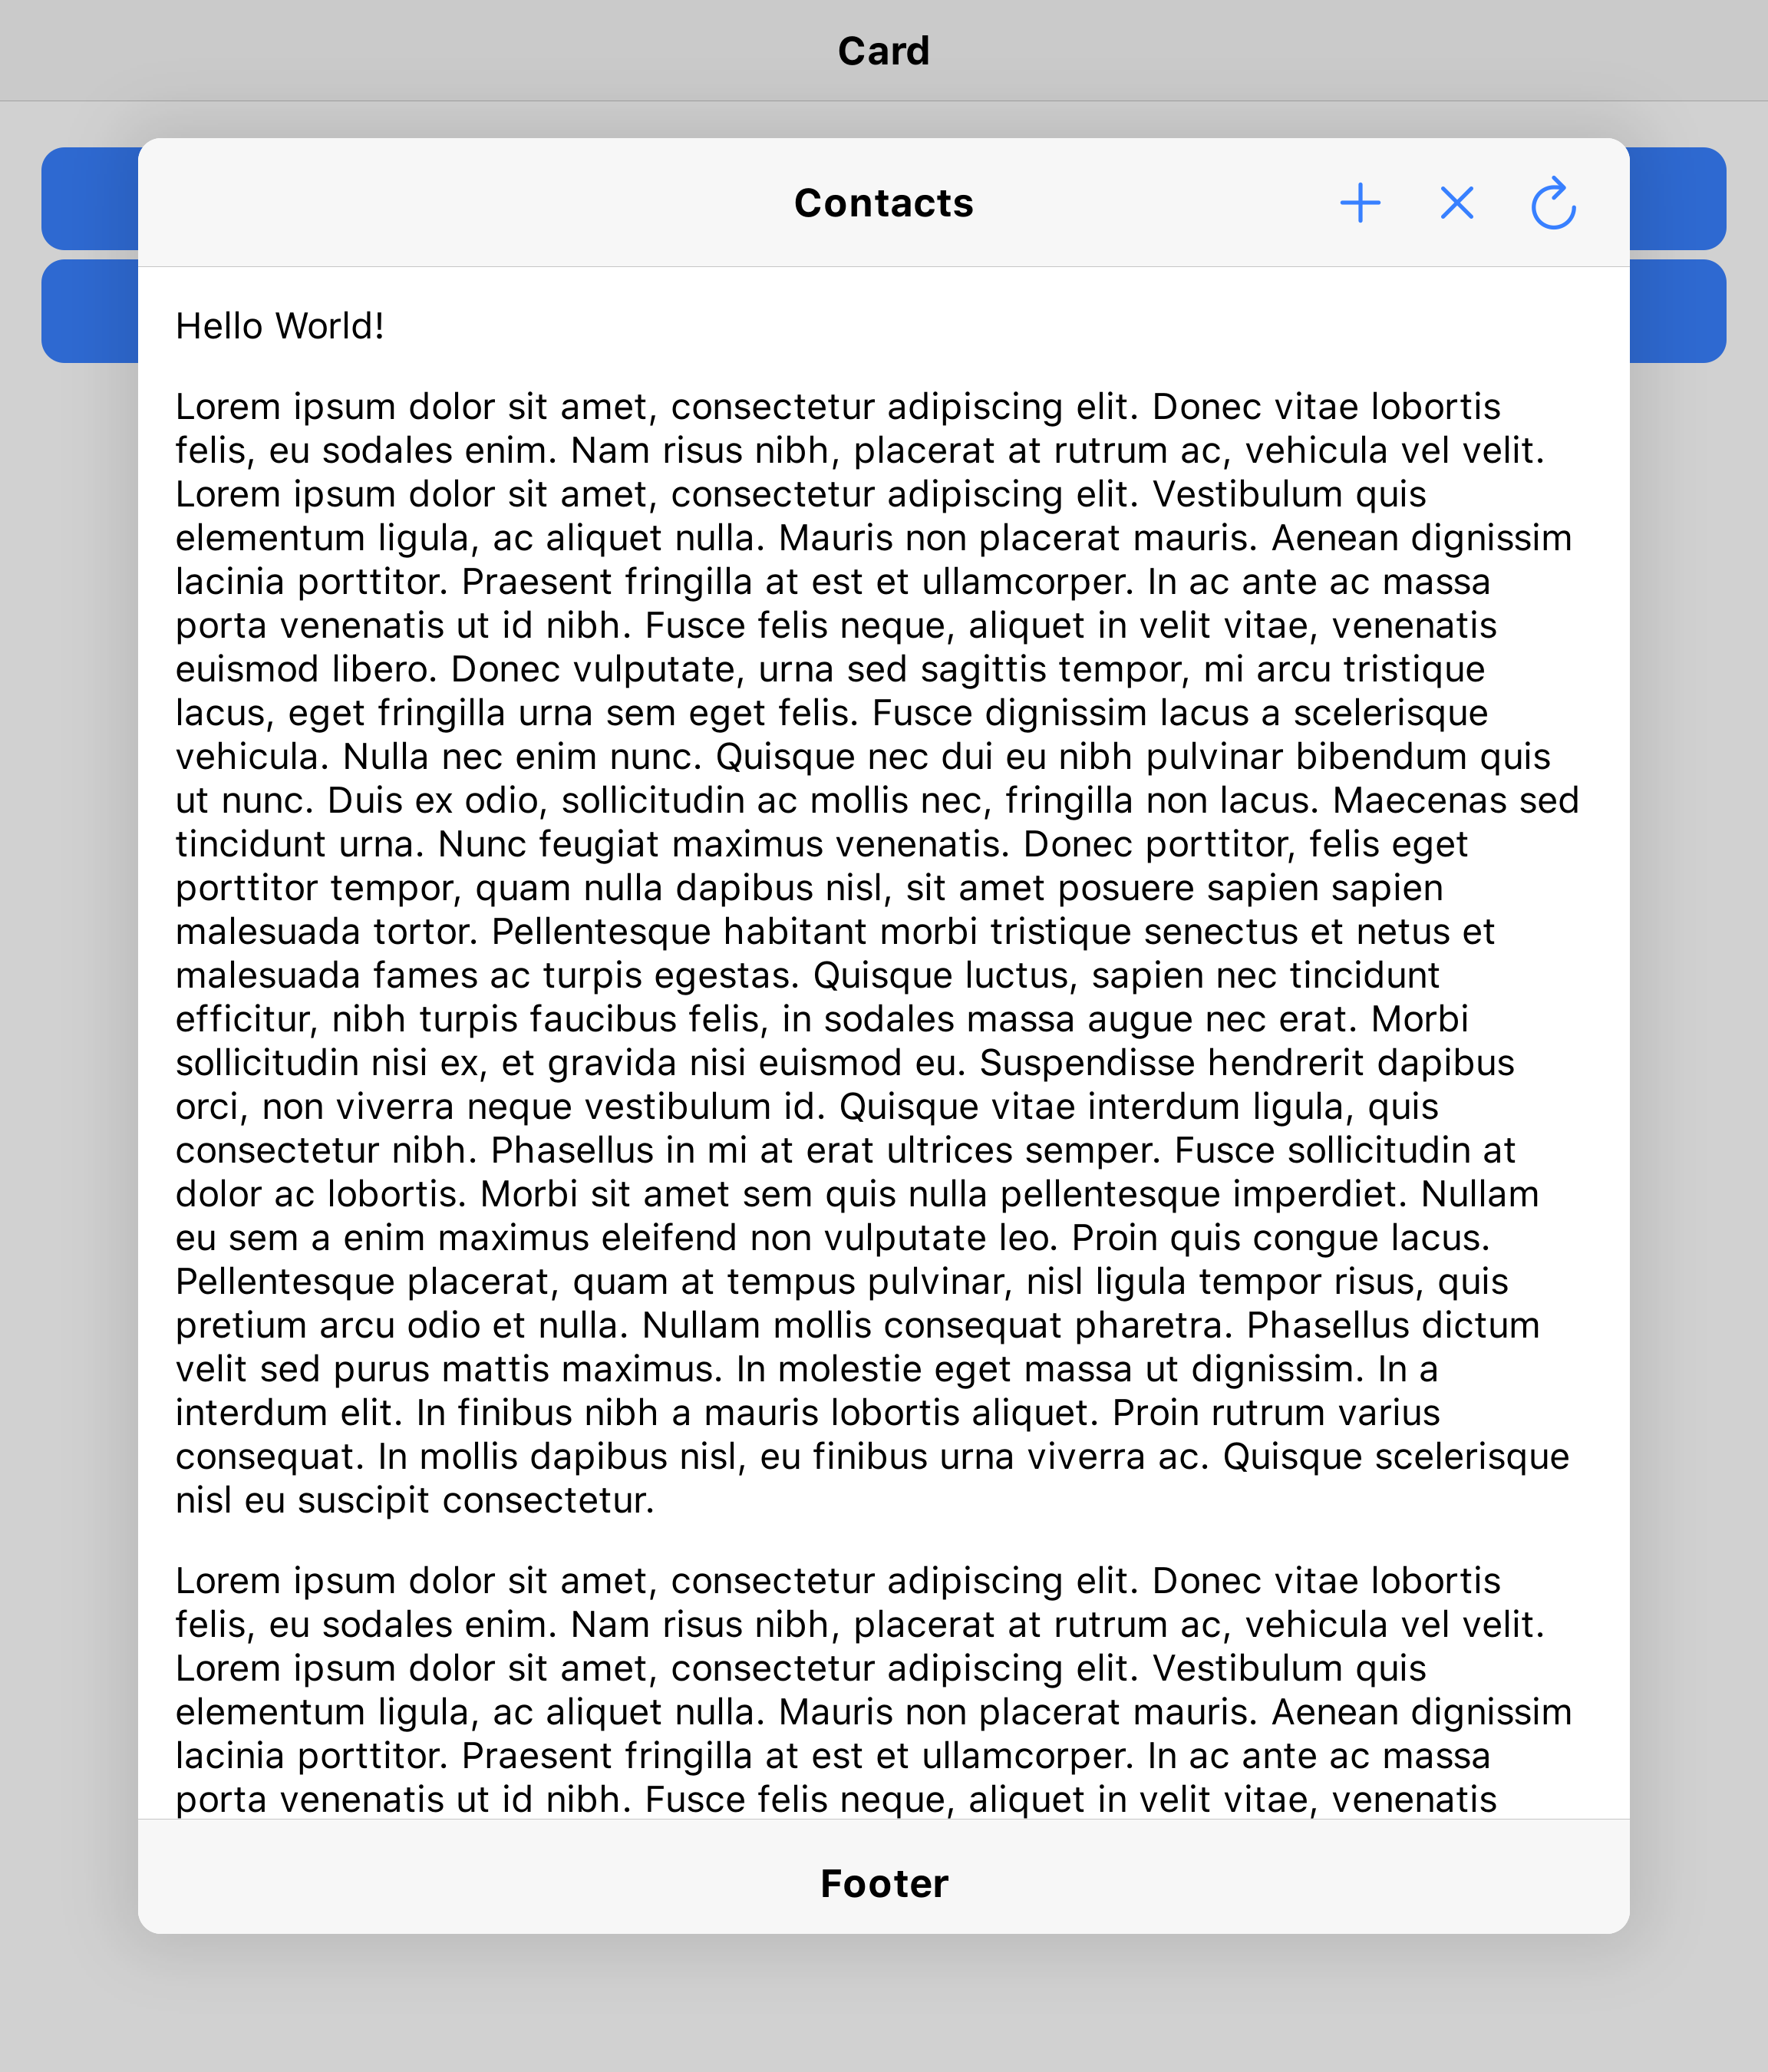 Card
Contacts
Hello World!
Lorem ipsum dolor sit amet, consectetur adipiscing elit. Donec vitae lobortis
felis, eu sodales enim. Nam risus nibh, placerat at rutrum ac, vehicula vel velit.
Lorem ipsum dolor sit amet, consectetur adipiscing elit. Vestibulum quis
elementum ligula, ac aliquet nulla. Mauris non placerat mauris. Aenean dignissim
lacinia porttitor. Praesent fringilla at est et ullamcorper. In ac ante ac massa
porta venenatis ut id nibh. Fusce felis neque, aliquet in velit vitae, venenatis
euismod libero. Donec vulputate, urna sed sagittis tempor, mi arcu tristique
lacus, eget fringilla urna sem eget felis. Fusce dignissim lacus a scelerisque
vehicula. Nulla nec enim nunc. Quisque nec dui eu nibh pulvinar bibendum quis
ut nunc. Duis ex odio, sollicitudin ac mollis nec, fringilla non lacus. Maecenas sed
tincidunt urna. Nunc feugiat maximus venenatis. Donec porttitor, felis eget
porttitor tempor, quam nulla dapibus nisl, sit amet posuere sapien sapien
malesuada tortor. Pellentesque habitant morbi tristique senectus et netus et
malesuada fames ac turpis egestas. Quisque luctus, sapien nec tincidunt
efficitur, nibh turpis faucibus felis, in sodales massa augue nec erat. Morbi
sollicitudin nisi ex, et gravida nisi euismod eu. Suspendisse hendrerit dapibus
orci, non viverra neque vestibulum id. Quisque vitae interdum ligula, quis
consectetur nibh. Phasellus in mi at erat ultrices semper. Fusce sollicitudin at
dolor ac lobortis. Morbi sit amet sem quis nulla pellentesque imperdiet. Nullam
eu sem a enim maximus eleifend non vulputate leo. Proin quis congue lacus.
Pellentesque placerat, quam at tempus pulvinar, nisl ligula tempor risus, quis
pretium arcu odio et nulla. Nullam mollis consequat pharetra. Phasellus dictum
velit sed purus mattis maximus. In molestie eget massa ut dignissim. In a
interdum elit. In finibus nibh a mauris lobortis aliquet. Proin rutrum varius
consequat. In mollis dapibus nisl, eu finibus urna viverra ac. Quisque scelerisque
nisl eu suscipit consectetur.
Lorem ipsum dolor sit amet, consectetur adipiscing elit. Donec vitae lobortis
felis, eu sodales enim. Nam risus nibh, placerat at rutrum ac, vehicula vel velit.
Lorem ipsum dolor sit amet, consectetur adipiscing elit. Vestibulum quis
elementum ligula, ac aliquet nulla. Mauris non placerat mauris. Aenean dignissim
lacinia porttitor. Praesent fringilla at est et ullamcorper. In ac ante ac massa
porta venenatis ut id nibh. Fusce felis neque, aliquet in velit vitae, venenatis
Footer